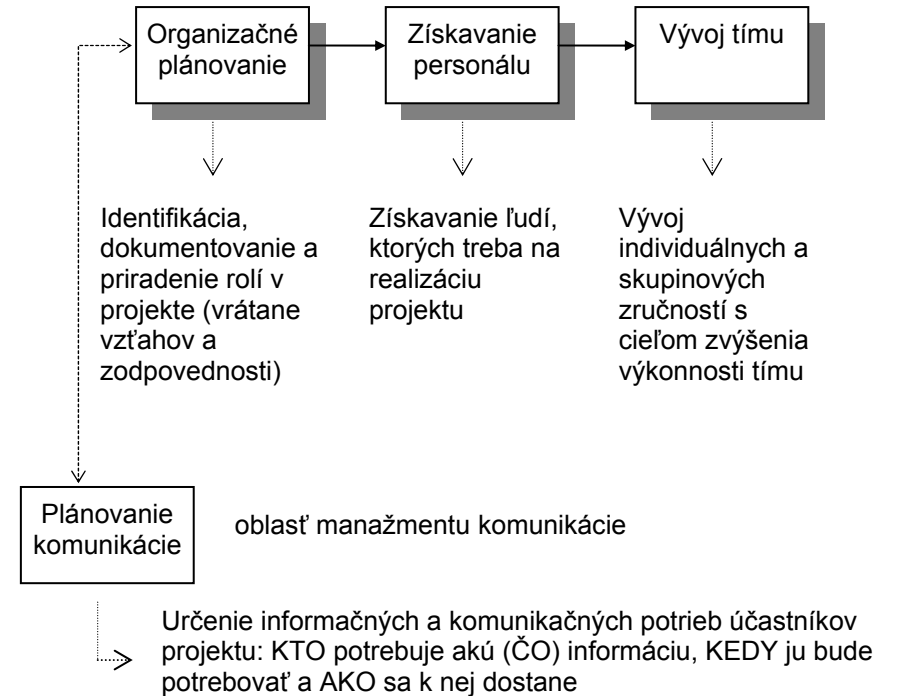 Organizačné
plánovanie
Získavanie
personálu
Vývoj tímu
Identifikácia,
dokumentovanie a
priradenie rolí v
projekte (vrátane
vzťahov a
zodpovednosti)
Získavanie ľudí,
ktorých treba na
realizáciu
projektu
Vývoj
individuálnych a
skupinových
zručností s
cieľom zvýšenia
výkonnosti tímu
Plánovanie
komunikácie
oblasť manažmentu komunikácie
Určenie informačných a komunikačných potrieb účastníkov
projektu: KTO potrebuje akú (ČO) informáciu, KEDY ju bude
potrebovať a AKO sa k nej dostane